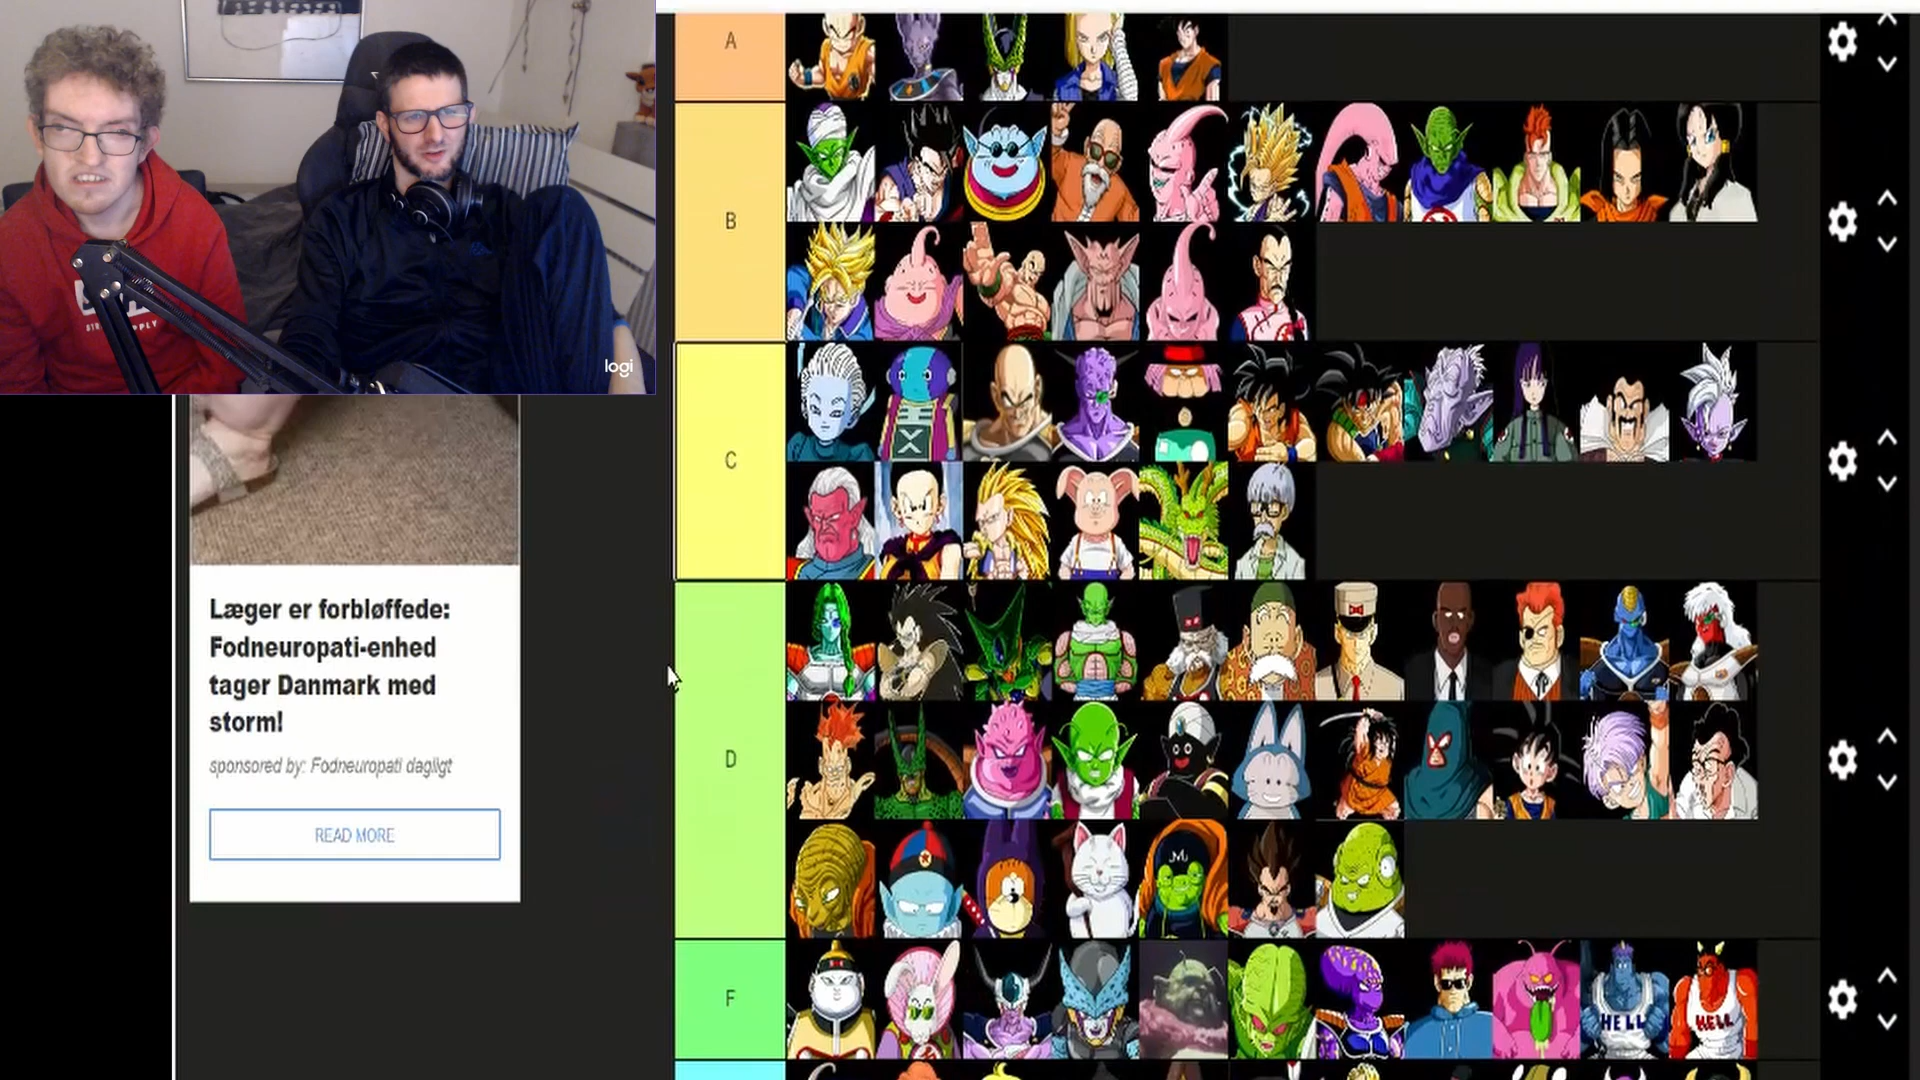 A
B
C
D
F
logi
Læger er forbløffede:
Fodneuropati-enhed
tager Danmark med
storm!
sponsored by: Fodneuropati dagligt
READ MORE
HELL
HELL